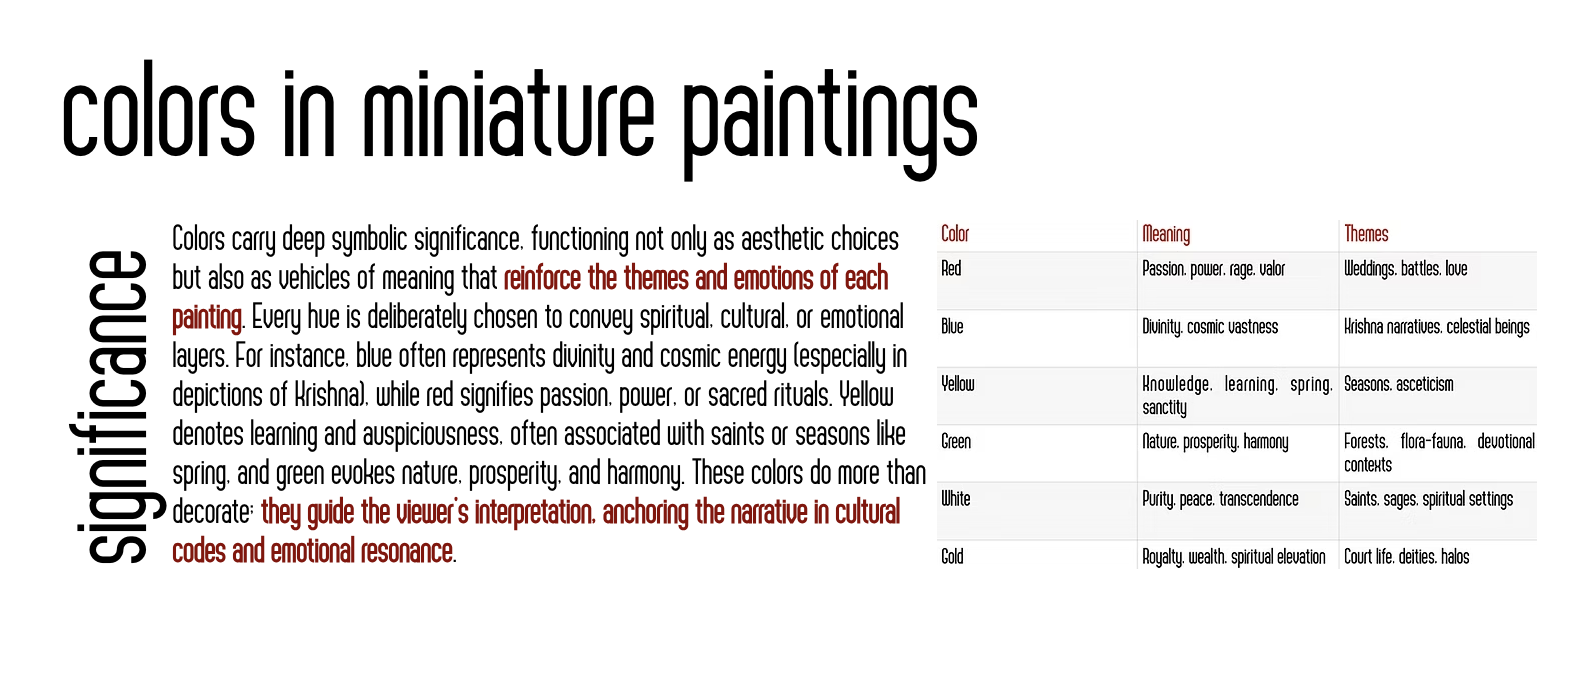 colors in miniature paintings
significance
Colors carry deep symbolic significance, functioning not only as aesthetic choices
but also as vehicles of meaning that reinforce the themes and emotions of each
painting. Every hue is deliberately chosen to convey spiritual, cultural, or emotional
layers. For instance, blue often represents divinity and cosmic energy (especially in
depictions of Krishna), while red signifies passion, power, or sacred rituals. Yellow
denotes learning and auspiciousness, often associated with saints or seasons like
spring, and green evokes nature, prosperity, and harmony. These colors do more than
decorate; they guide the viewer's interpretation, anchoring the narrative in cultural
codes and emotional resonance.
Color Meaning Themes
Red Passion, power, rage, valor Weddings, battles, love
Blue Divinity, cosmic vastness Krishna narratives, celestial beings
Yellow Knowledge, learning, spring, Seasons, asceticism
sanctity
Green Nature, prosperity, harmony Forests, flora-fauna, devotional
contexts
White Purity, peace, transcendence Saints, sages, spiritual settings
Gold Royalty, wealth, spiritual elevation Court life, deities, halos